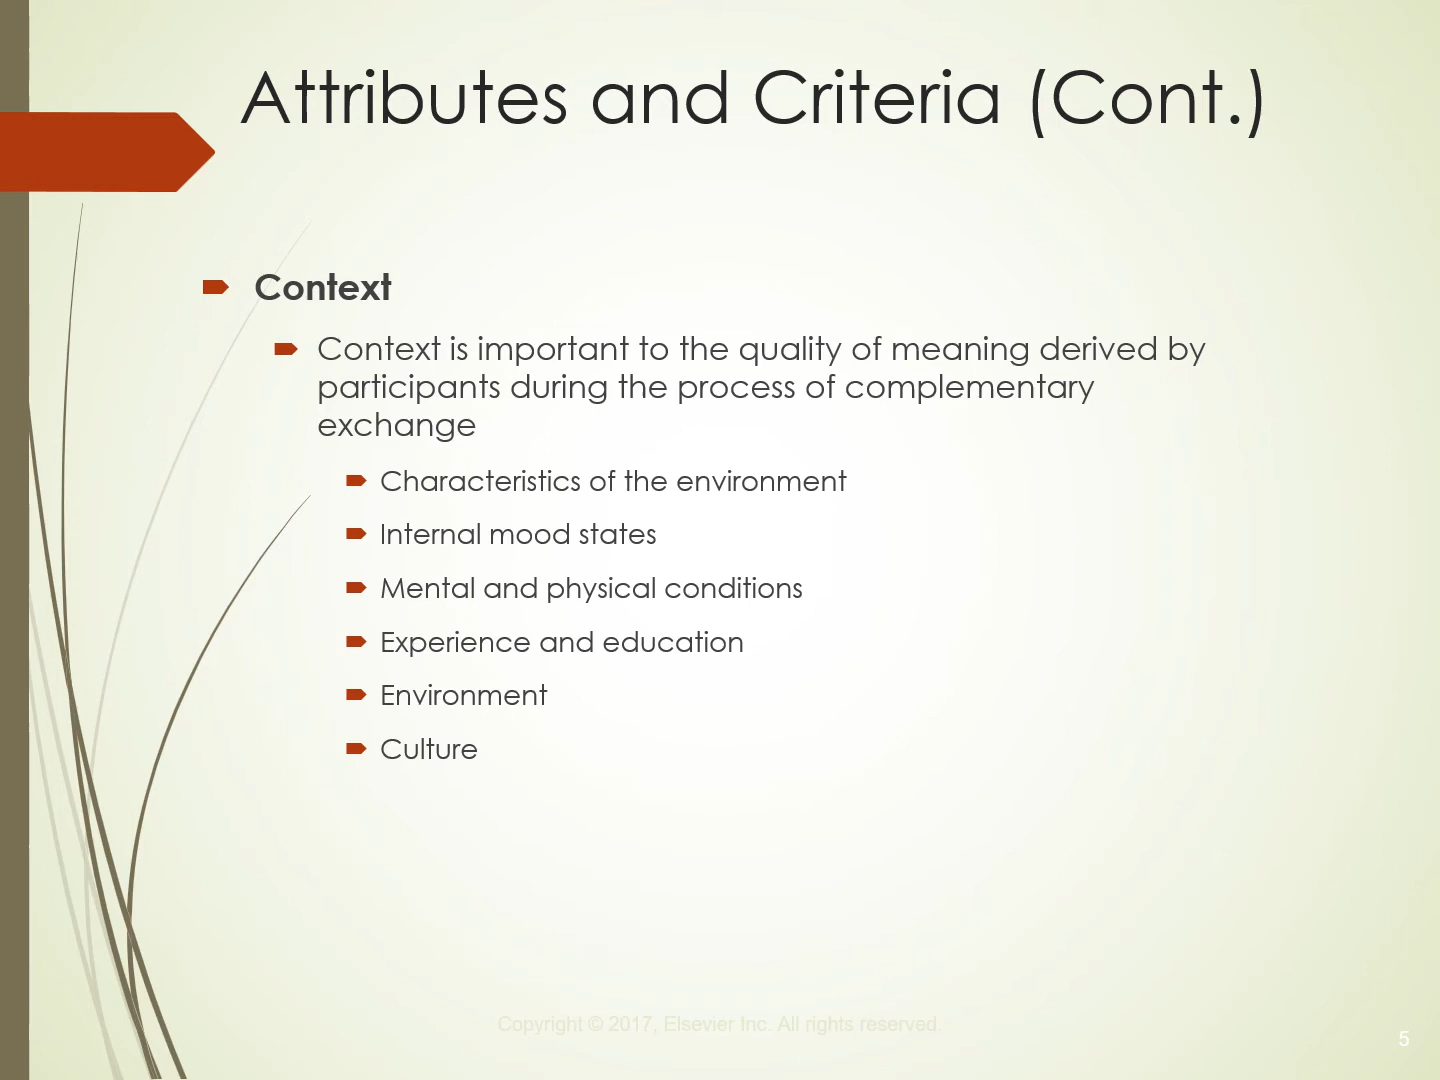 Attributes and Criteria (Cont.)
Context
Context is important to the quality of meaning derived by
participants during the process of complementary
exchange
Characteristics of the environment
Internal mood states
Mental and physical conditions
Experience and education
Environment
Culture
Copyright © 2017, Elsevier Inc. All rights reserved.
5